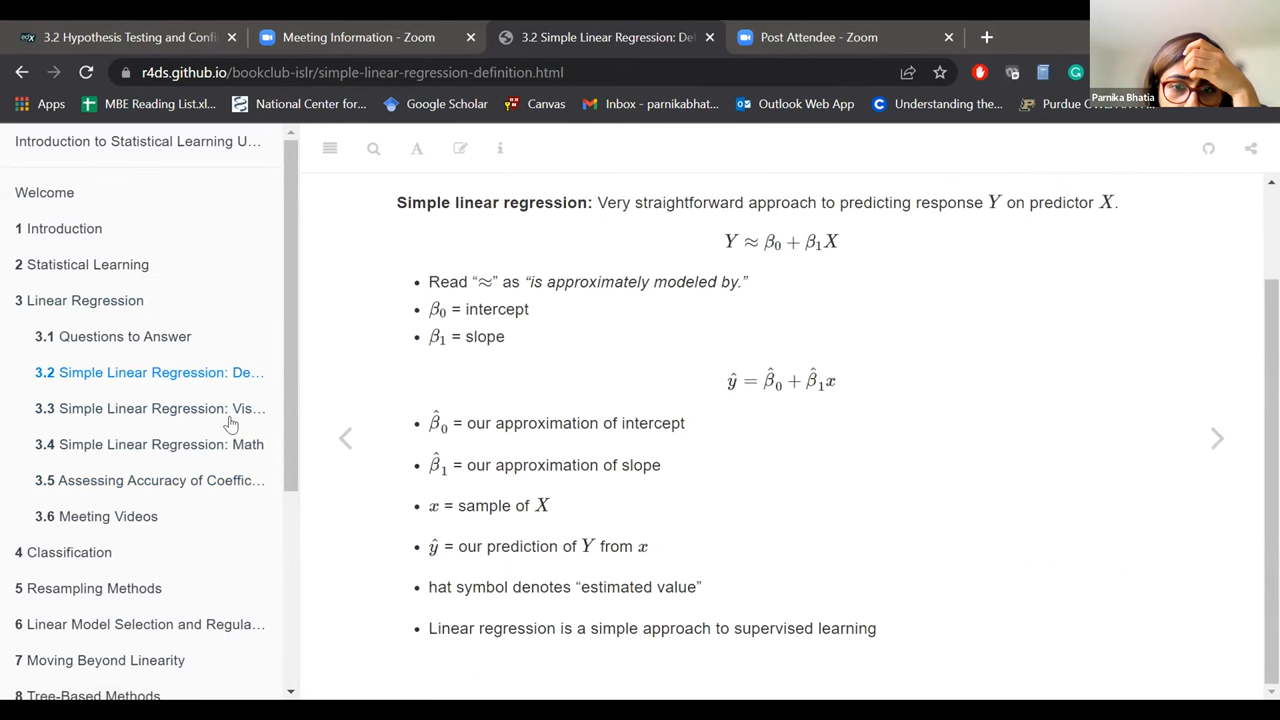 3.2 Hypothesis Testing and Confi
Meeting Information - Zoom
3.2 Simple Linear Regression: De
Post Attendee - Zoom
r4ds.github.io/bookclub-islr/simple-linear-regression-definition.html
Apps
MBE Reading List.xl...
National Center for...
Google Scholar
Canvas
Inbox - parnikabhat...
Outlook Web App
Understanding the...
Parnika Bhatia
Introduction to Statistical Learning U...
Welcome
1 Introduction
2 Statistical Learning
3 Linear Regression
3.1 Questions to Answer
3.2 Simple Linear Regression: De...
3.3 Simple Linear Regression: Vis...
3.4 Simple Linear Regression: Math
3.5 Assessing Accuracy of Coeffic...
3.6 Meeting Videos
4 Classification
5 Resampling Methods
6 Linear Model Selection and Regula...
7 Moving Beyond Linearity
8 Tree-Based Methods
Simple linear regression: Very straightforward approach to predicting response Y on predictor X.
Y ≈ β₀ + β₁X
• Read “≈” as “is approximately modeled by.”
• β₀ = intercept
• β₁ = slope
ŷ = β̂₀ + β̂₁x
• β̂₀ = our approximation of intercept
• β̂₁ = our approximation of slope
• x = sample of X
• ŷ = our prediction of Y from x
• hat symbol denotes “estimated value”
• Linear regression is a simple approach to supervised learning